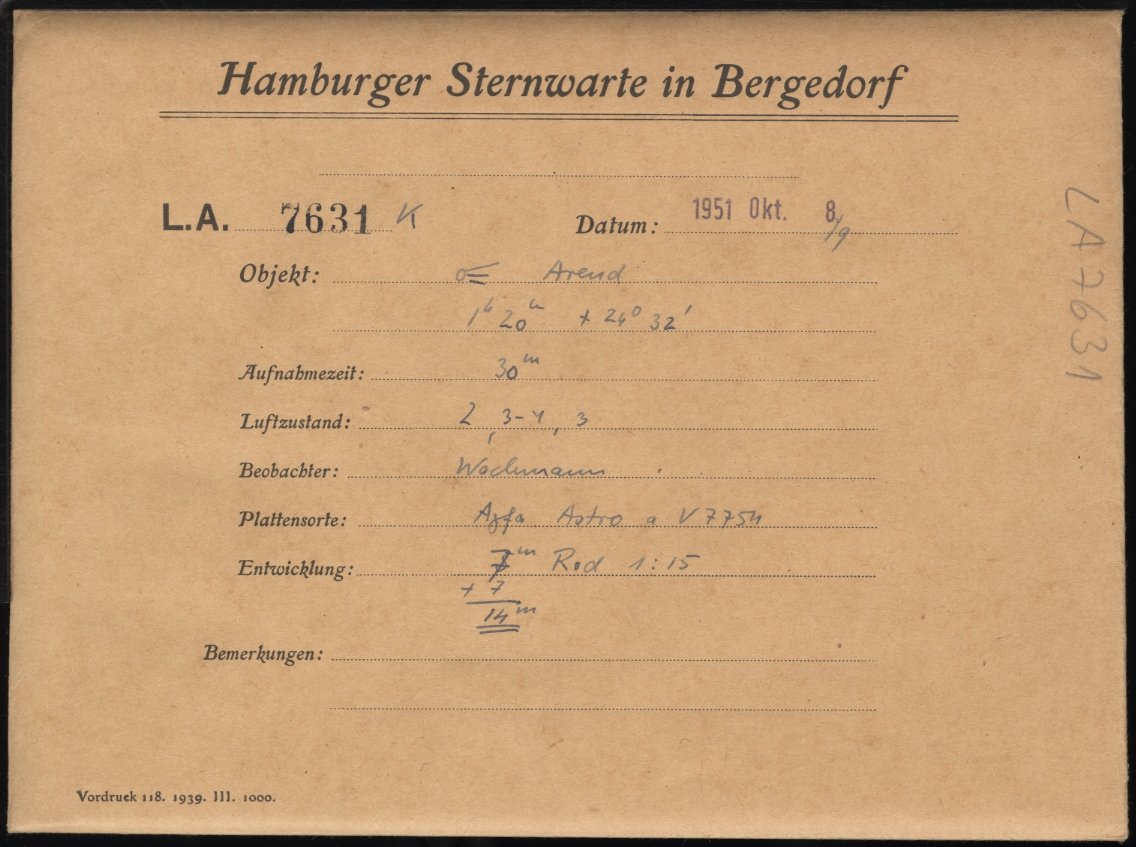 Hamburger Sternwarte in Bergedorf
L.A. 7631 K
Datum: 1951 Okt. 8./9
Objekt: ☄ Arend
1ʰ 20ᵐ + 24° 32'
Aufnahmezeit: 30ᵐ
Luftzustand: 2, 3-4, 3
Beobachter: Wachmann
Plattensorte: Agfa Astro a V7754
Entwicklung: 7ᵐ Rod 1:15
+ 7
14ᵐ
Bemerkungen:
Vordruck 118. 1939. III. 1000.
LA7631